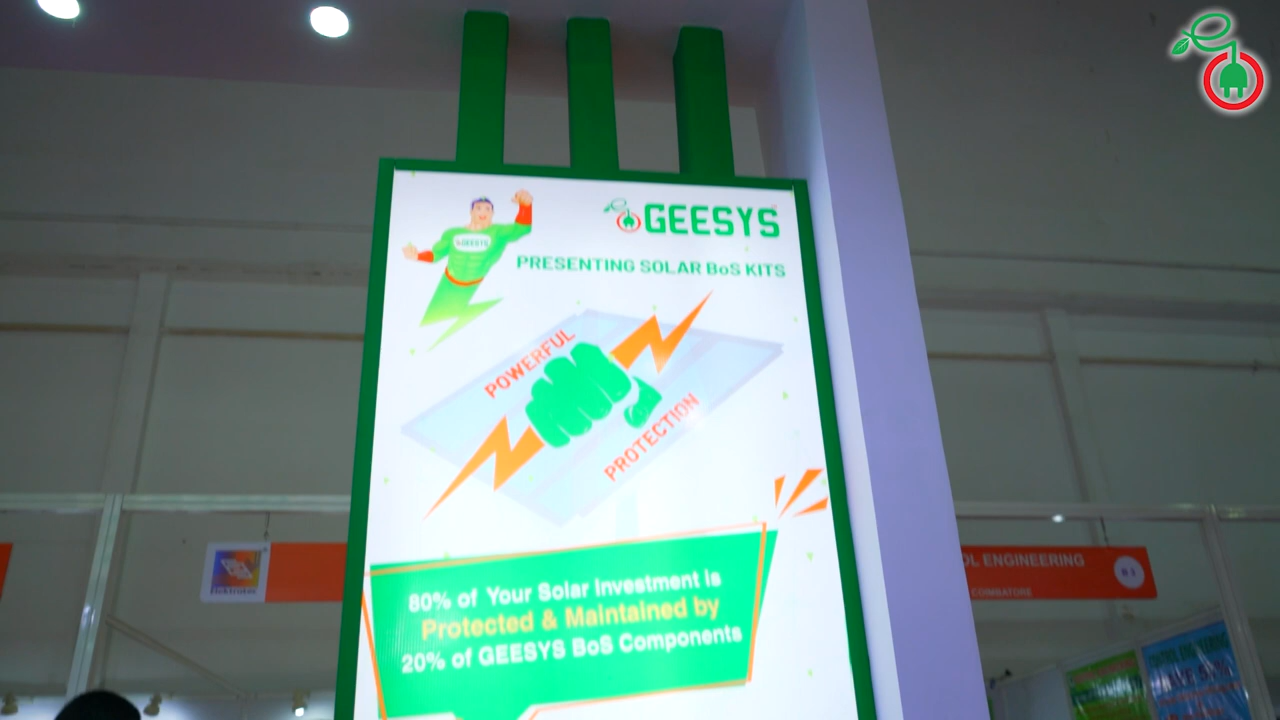 GEESYS
GEESYS
PRESENTING SOLAR BoS KITS
POWERFUL
PROTECTION
80% of Your Solar Investment is
Protected & Maintained by
20% of GEESYS BoS Components
OL ENGINEERING
COIMBATORE